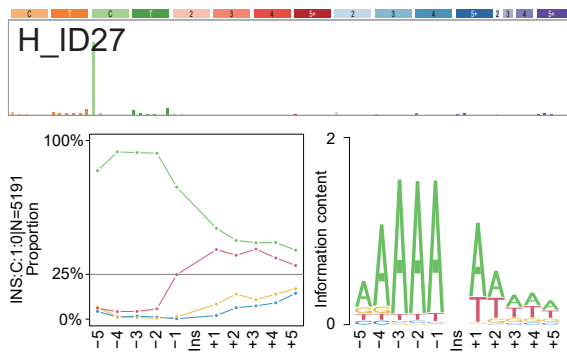 C T C T 2 3 4 5+ 2 3 4 5+ 2 3 4 5+
H_ID27
100%
25%
0%
INS:C:1:0|N=5191
Proportion
-5 -4 -3 -2 -1 Ins +1 +2 +3 +4 +5
2
0
Information content
A G T C A G T C A T C A T C A T C A T A T G C A T G C A T G C A T G C
-5 -4 -3 -2 -1 Ins +1 +2 +3 +4 +5